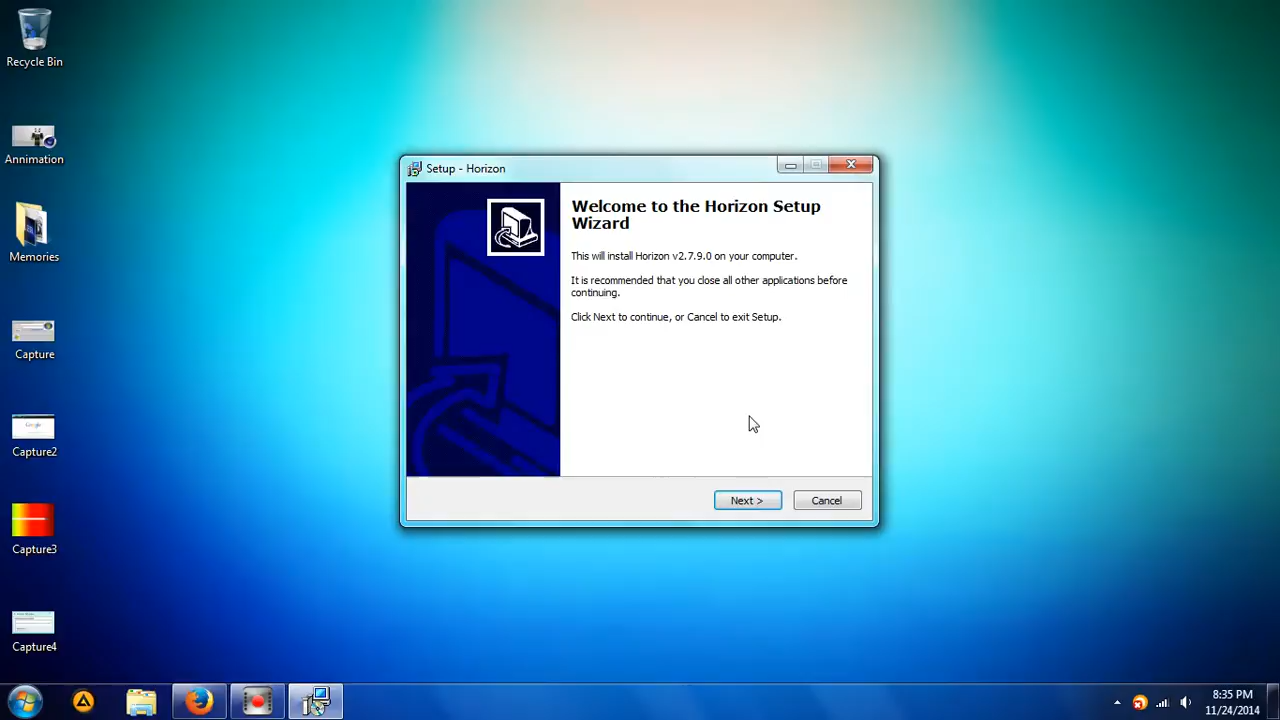 Recycle Bin
Annimation
Memories
Capture
Capture2
Capture3
Capture4
Setup - Horizon
Welcome to the Horizon Setup
Wizard
This will install Horizon v2.7.9.0 on your computer.
It is recommended that you close all other applications before
continuing.
Click Next to continue, or Cancel to exit Setup.
Next >
Cancel
8:35 PM
11/24/2014